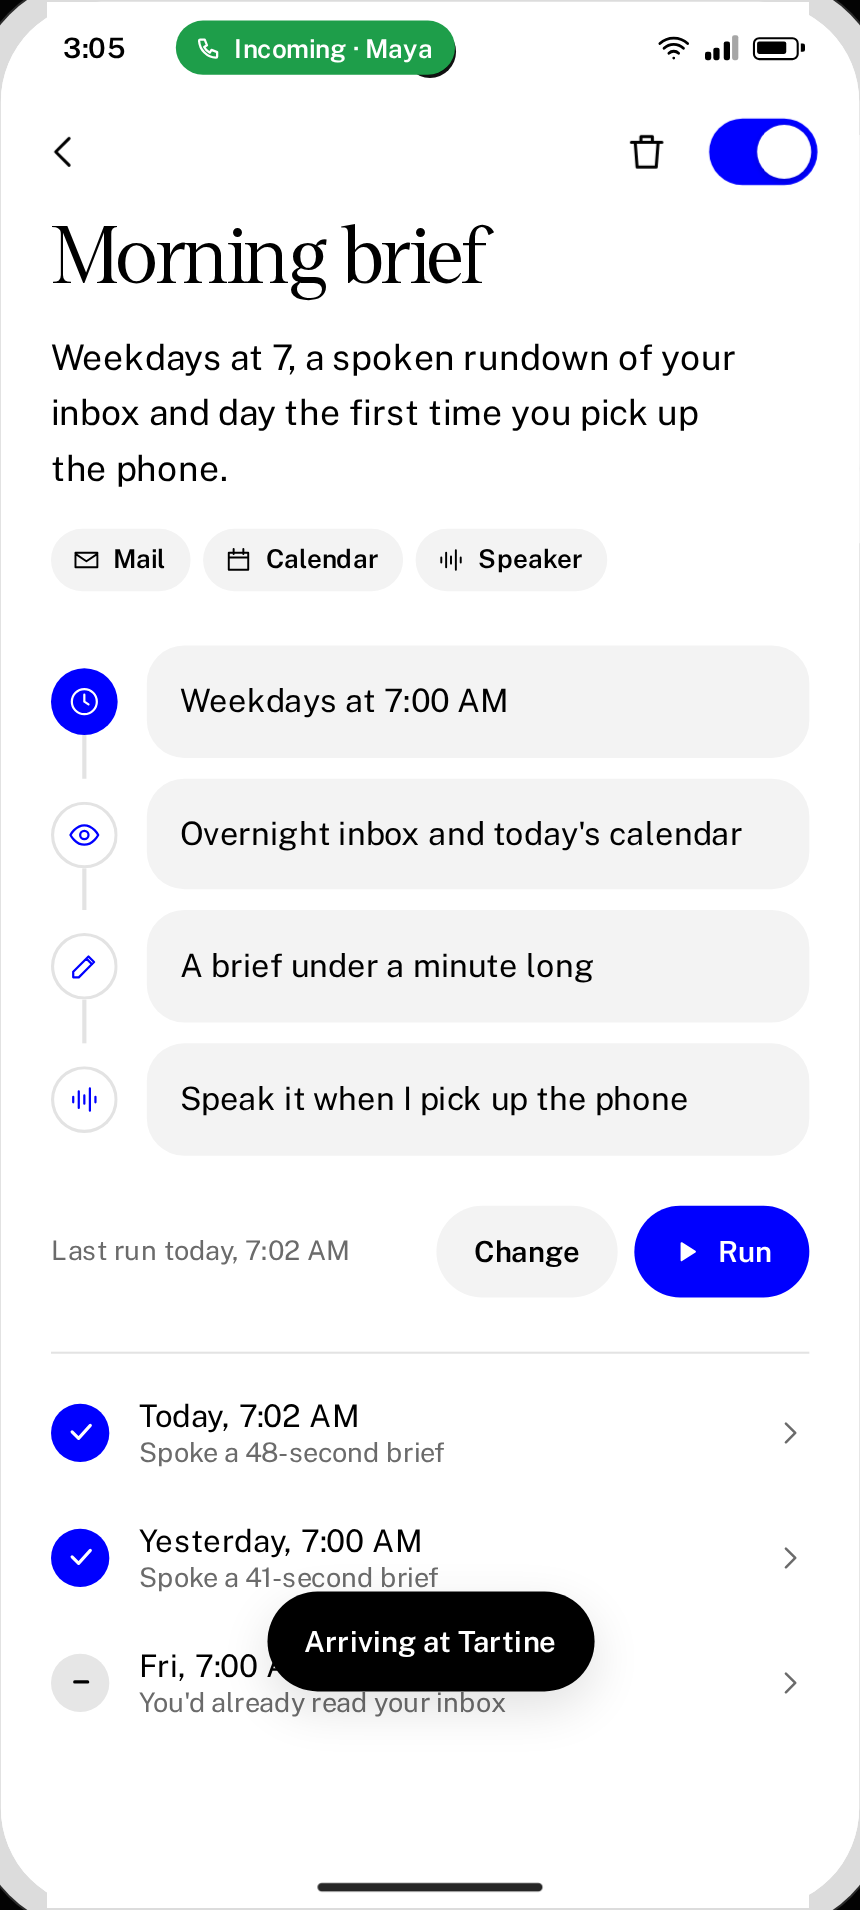 3:05
Incoming · Maya
Morning brief
Weekdays at 7, a spoken rundown of your
inbox and day the first time you pick up
the phone.
Mail
Calendar
Speaker
Weekdays at 7:00 AM
Overnight inbox and today's calendar
A brief under a minute long
Speak it when I pick up the phone
Last run today, 7:02 AM
Change
Run
Today, 7:02 AM
Spoke a 48-second brief
Yesterday, 7:00 AM
Spoke a 41-second brief
Arriving at Tartine
Fri, 7:00
You'd already read your inbox